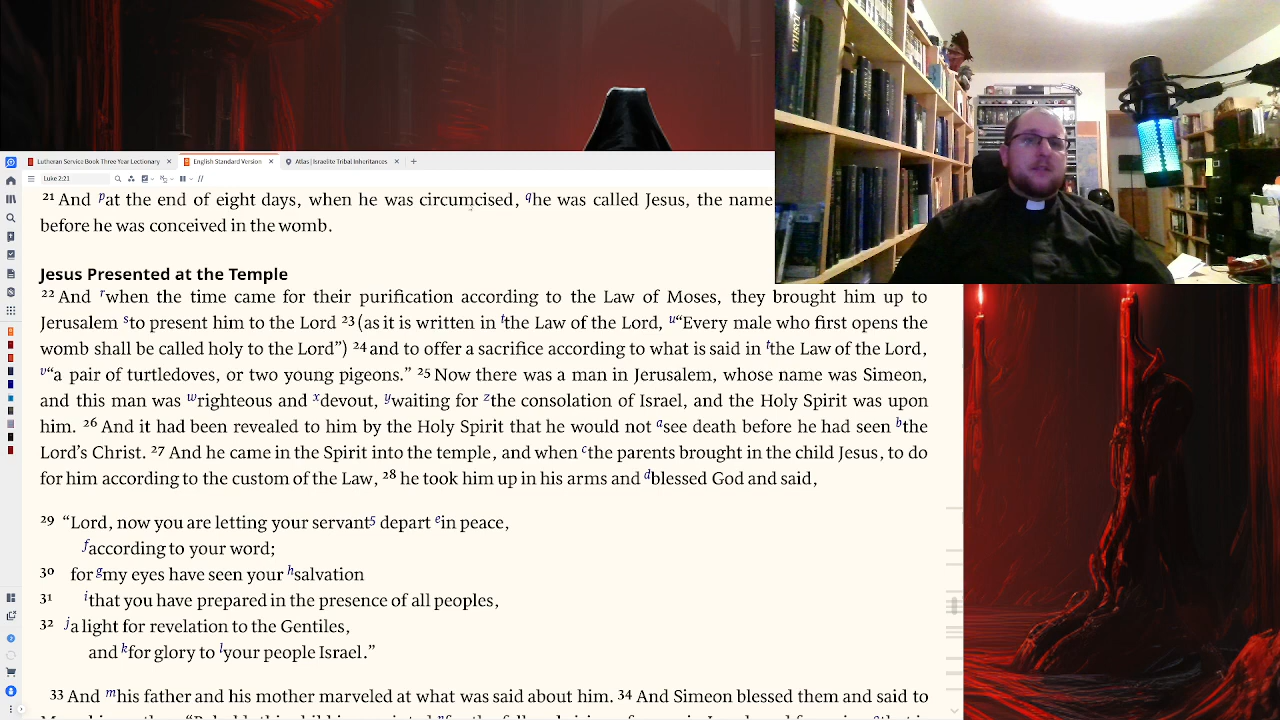 Lutheran Service Book Three Year Lectionary
English Standard Version
Atlas | Israelite Tribal Inheritances
Luke 2:21
21 And p at the end of eight days, when he was circumcised, q he was called Jesus, the name
before he was conceived in the womb.
Jesus Presented at the Temple
22 And r when the time came for their purification according to the Law of Moses, they brought him up to
Jerusalem s to present him to the Lord 23 (as it is written in t the Law of the Lord, u “Every male who first opens the
womb shall be called holy to the Lord”) 24 and to offer a sacrifice according to what is said in t the Law of the Lord,
v “a pair of turtledoves, or two young pigeons.” 25 Now there was a man in Jerusalem, whose name was Simeon,
and this man was w righteous and x devout, y waiting for z the consolation of Israel, and the Holy Spirit was upon
him. 26 And it had been revealed to him by the Holy Spirit that he would not a see death before he had seen b the
Lord’s Christ. 27 And he came in the Spirit into the temple, and when c the parents brought in the child Jesus, to do
for him according to the custom of the Law, 28 he took him up in his arms and d blessed God and said,
29 “Lord, now you are letting your servant 5 depart e in peace,
f according to your word;
30 for g my eyes have seen your h salvation
31 i that you have prepared in the presence of all peoples,
32 j a light for revelation to the Gentiles,
and k for glory to l your people Israel.”
33 And m his father and his mother marveled at what was said about him. 34 And Simeon blessed them and said to